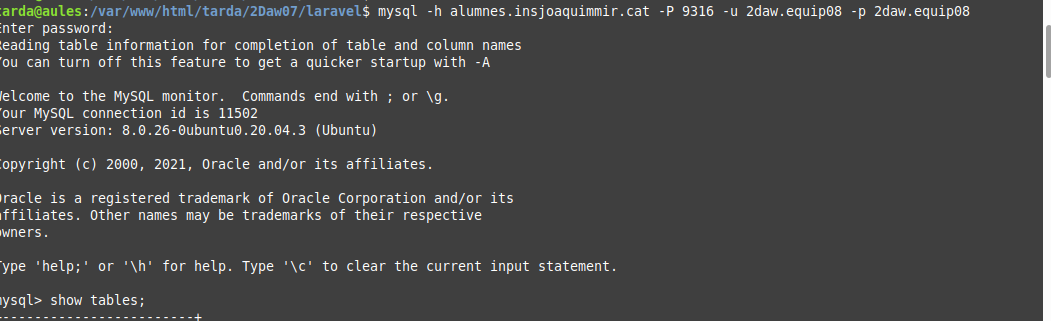 tarda@aules:/var/www/html/tarda/2Daw07/laravel$ mysql -h alumnes.insjoaquimmir.cat -P 9316 -u 2daw.equip08 -p 2daw.equip08
Enter password:
Reading table information for completion of table and column names
You can turn off this feature to get a quicker startup with -A
Welcome to the MySQL monitor.  Commands end with ; or \g.
Your MySQL connection id is 11502
Server version: 8.0.26-0ubuntu0.20.04.3 (Ubuntu)
Copyright (c) 2000, 2021, Oracle and/or its affiliates.
Oracle is a registered trademark of Oracle Corporation and/or its
affiliates. Other names may be trademarks of their respective
owners.
Type 'help;' or '\h' for help. Type '\c' to clear the current input statement.
mysql> show tables;
------------------------+